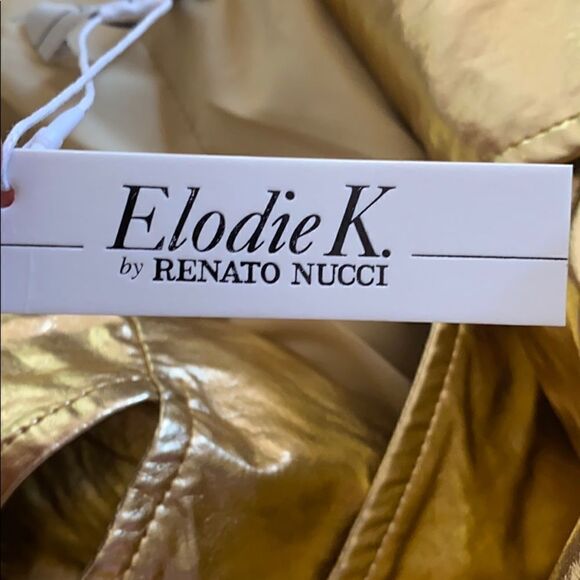 Elodie K.
by RENATO NUCCI